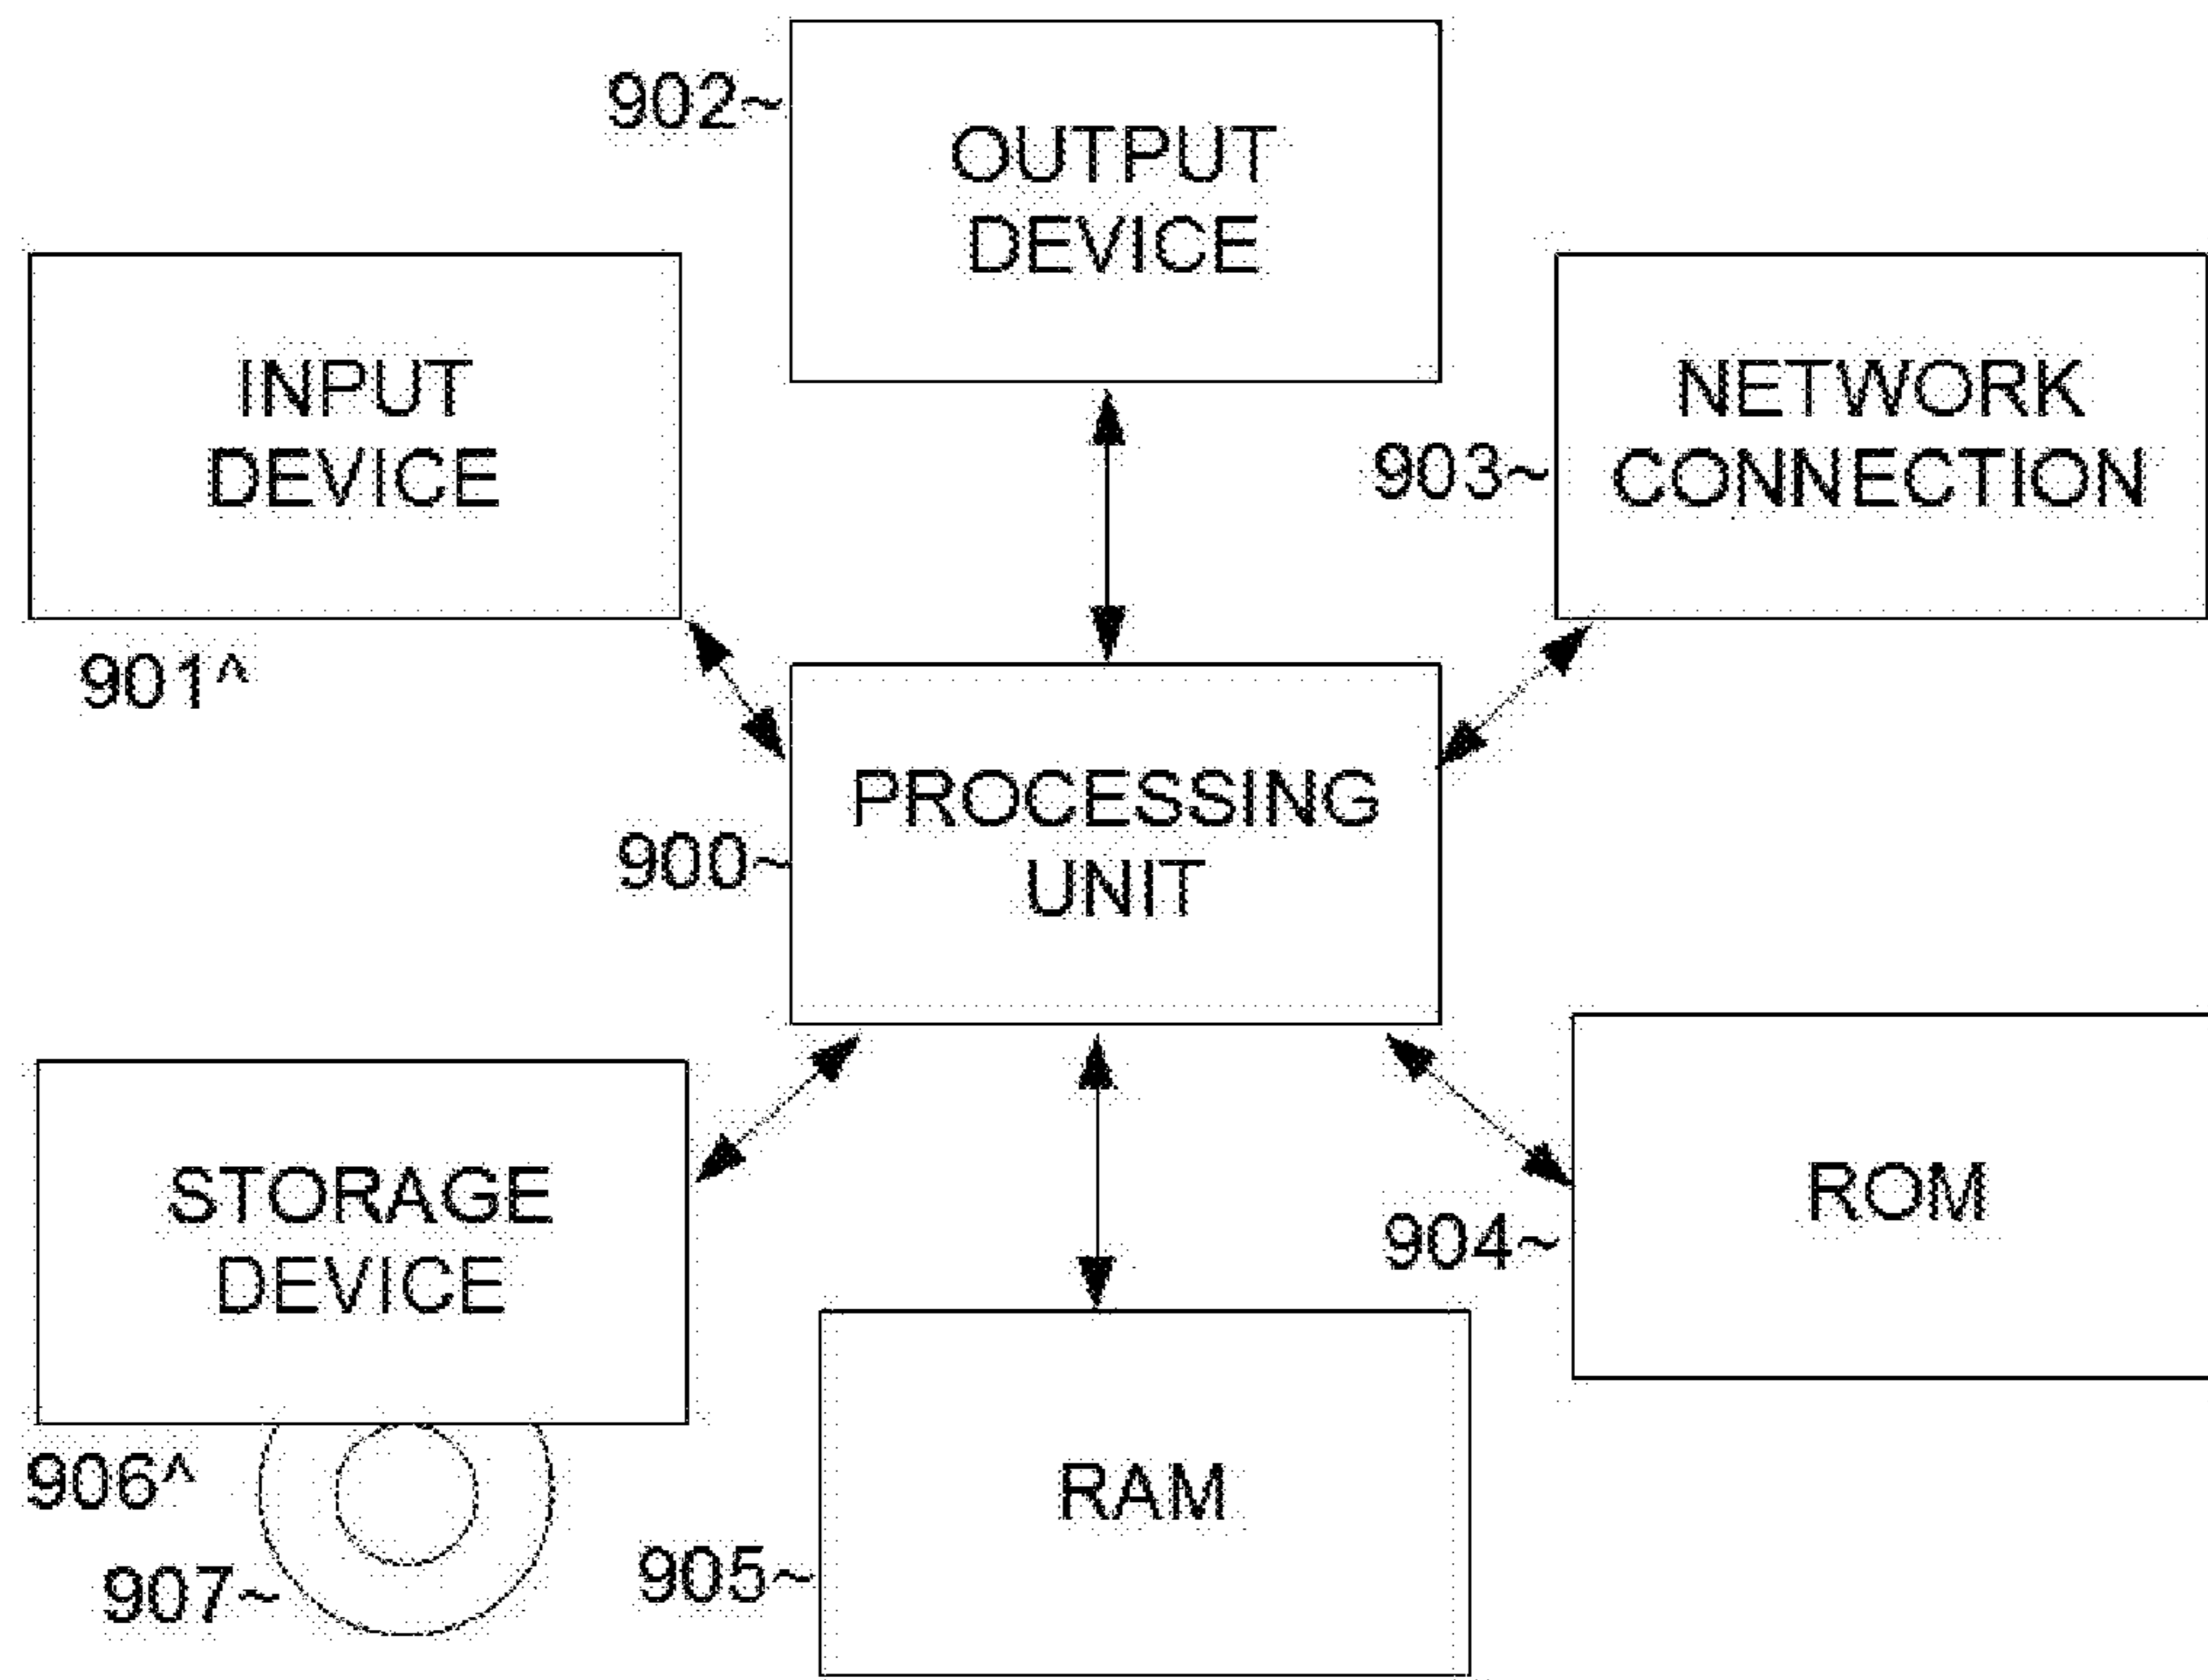 902~
OUTPUT
DEVICE
INPUT
DEVICE
901^
NETWORK
CONNECTION
903~
PROCESSING
UNIT
900~
STORAGE
DEVICE
906^
907~
ROM
904~
RAM
905~